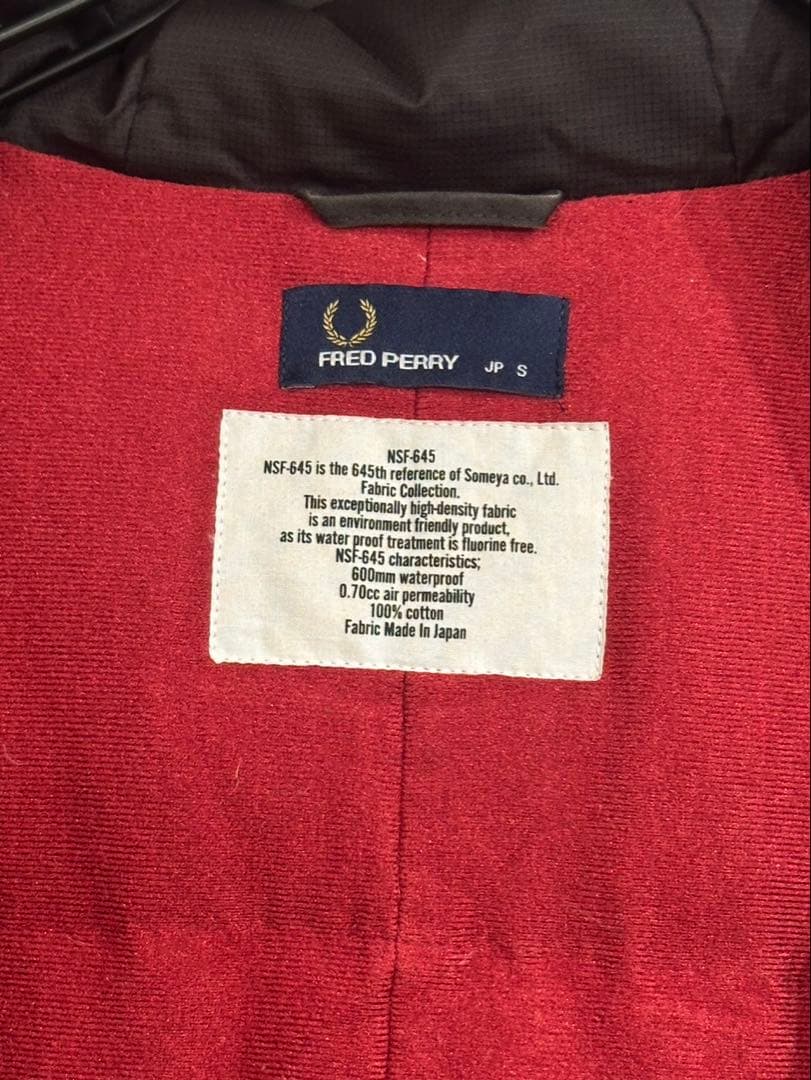 FRED PERRY JP S
NSF-645
NSF-645 is the 645th reference of Someya co., Ltd.
Fabric Collection.
This exceptionally high-density fabric
is an environment friendly product,
as its water proof treatment is fluorine free.
NSF-645 characteristics;
600mm waterproof
0.70cc air permeability
100% cotton
Fabric Made In Japan